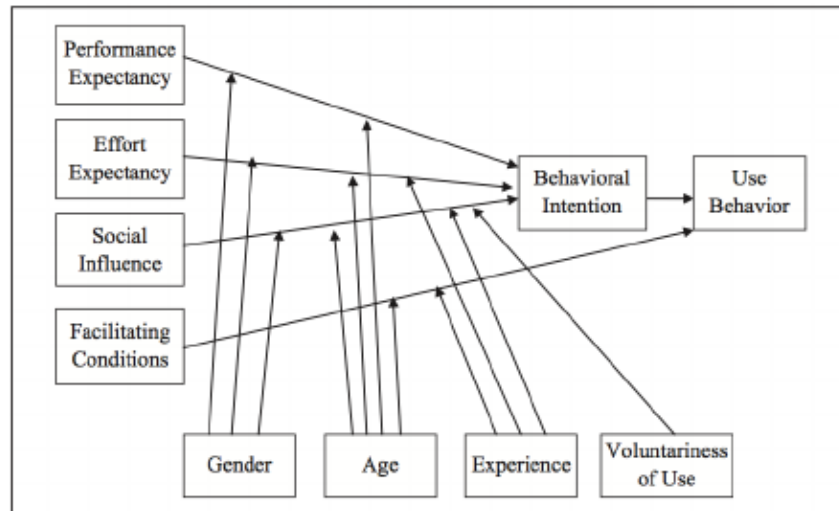 Performance
Expectancy
Effort
Expectancy
Social
Influence
Facilitating
Conditions
Behavioral
Intention
Use
Behavior
Gender
Age
Experience
Voluntariness
of Use